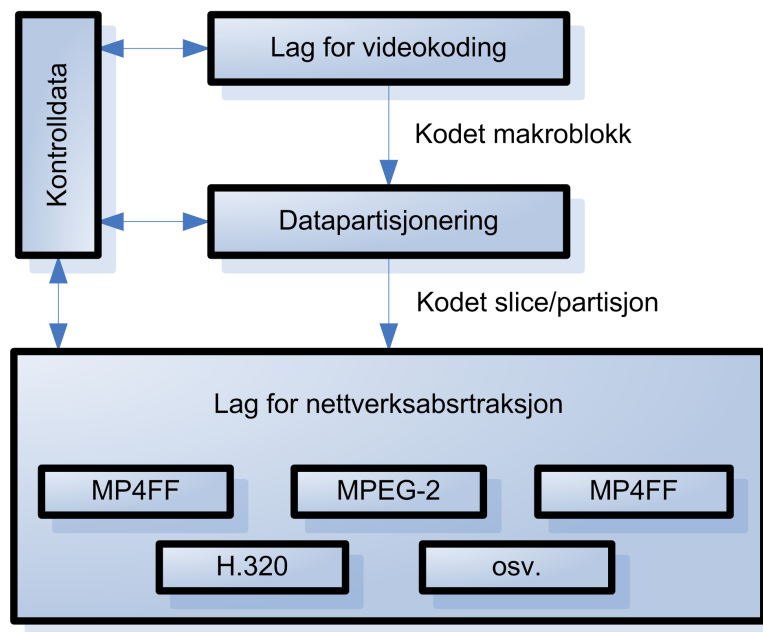 Kontrolldata
Lag for videokoding
Kodet makroblokk
Datapartisjonering
Kodet slice/partisjon
Lag for nettverksabsrtraksjon
MP4FF
MPEG-2
MP4FF
H.320
osv.